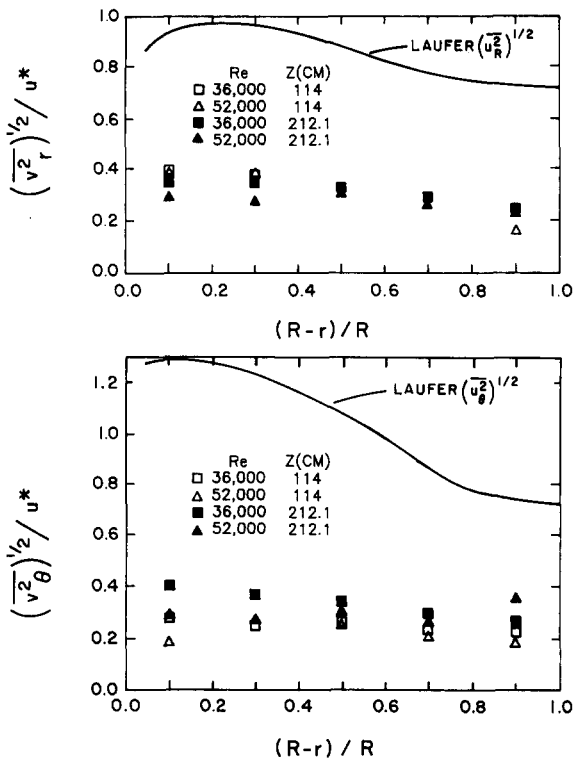 1.0
0.8
0.6
0.4
0.2
0.0
(v²r)^1/2 / u*
LAUFER (u²R)^1/2
Re Z(CM)
□ 36,000 114
△ 52,000 114
■ 36,000 212.1
▲ 52,000 212.1
0.0 0.2 0.4 0.6 0.8 1.0
(R-r)/R
1.2
1.0
0.8
0.6
0.4
0.2
0.0
(v²θ)^1/2 / u*
LAUFER (u²θ)^1/2
Re Z(CM)
□ 36,000 114
△ 52,000 114
■ 36,000 212.1
▲ 52,000 212.1
0.0 0.2 0.4 0.6 0.8 1.0
(R-r)/R